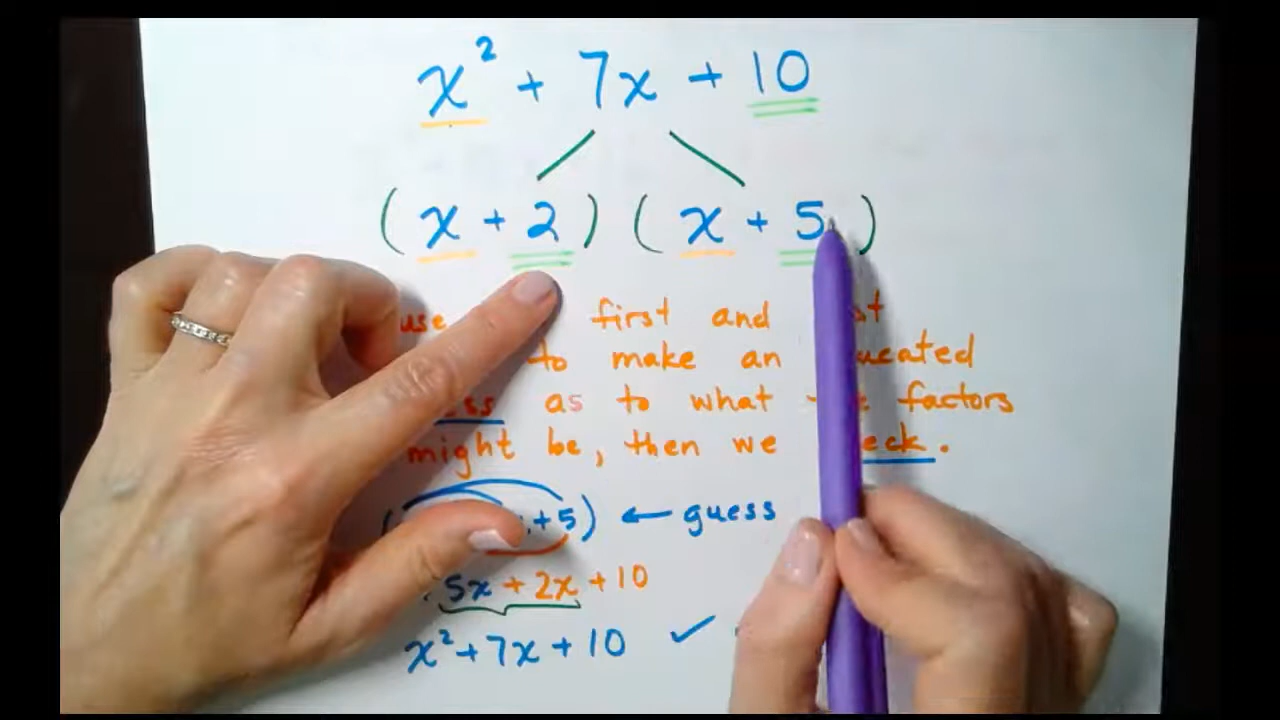 x² + 7x + 10
( x + 2 ) ( x + 5 )
use first and
to make an
as to what factors
might be, then we
+5) ← guess
5x + 2x + 10
x² + 7x + 10 ✓